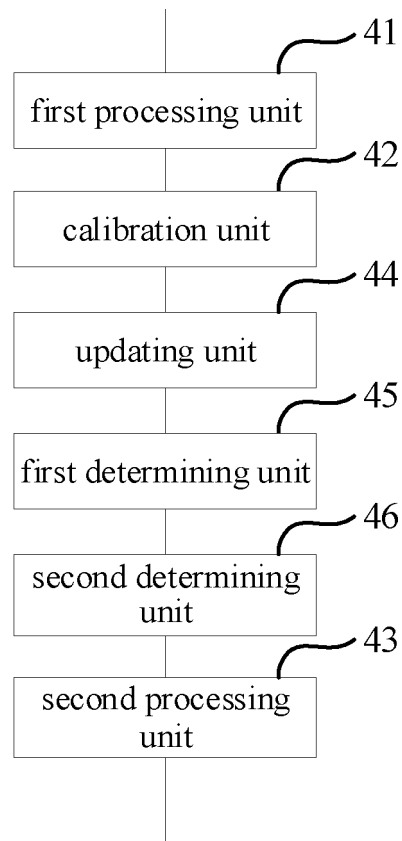 41
first processing unit
42
calibration unit
44
updating unit
45
first determining unit
46
second determining
unit
43
second processing
unit